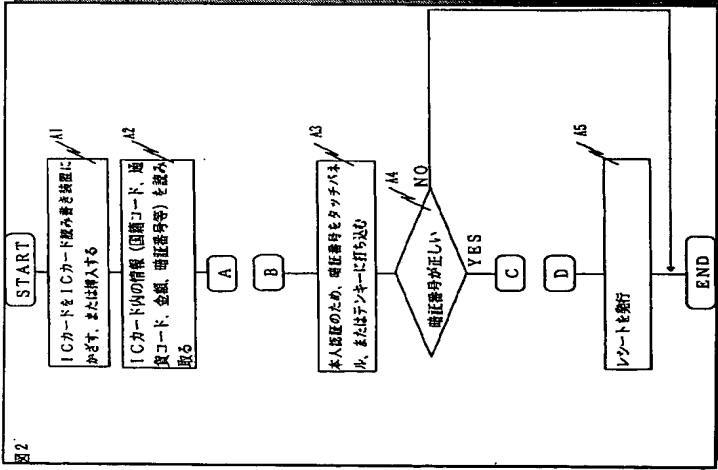 図2
START
ICカードをICカード読み書き装置に
かざす、または挿入する
A1
ICカード内の情報（国籍コード、通
貨コード、金額、暗証番号等）を読み
取る
A2
A
B
本人認証のため、暗証番号をタッチパネ
ル、またはテンキーに打ち込む
A3
暗証番号が正しい
A4
NO
YES
C
D
レシートを発行
A5
END